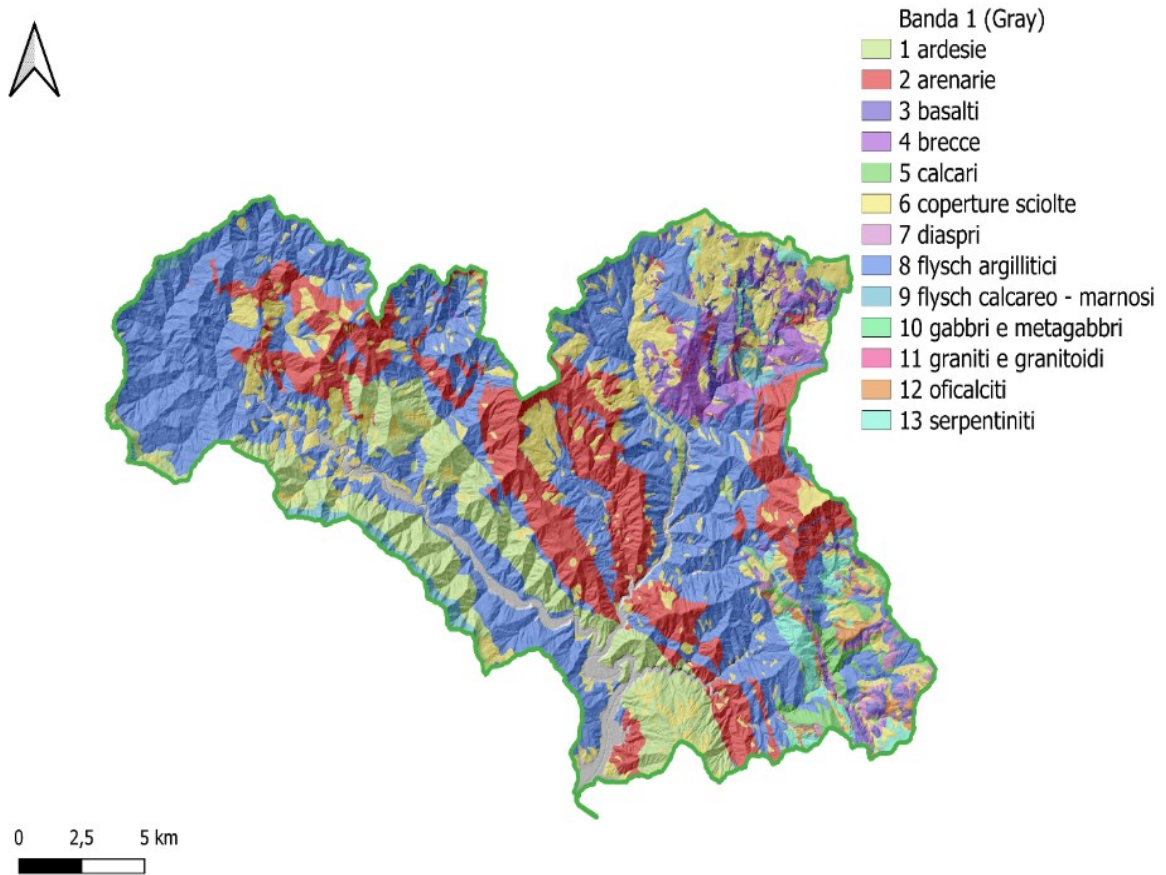 Banda 1 (Gray)
1 ardesie
2 arenarie
3 basalti
4 brecce
5 calcari
6 coperture sciolte
7 diaspri
8 flysch argillitici
9 flysch calcareo - marnosi
10 gabbri e metagabbri
11 graniti e granitoidi
12 oficalciti
13 serpentiniti
0 2,5 5 km